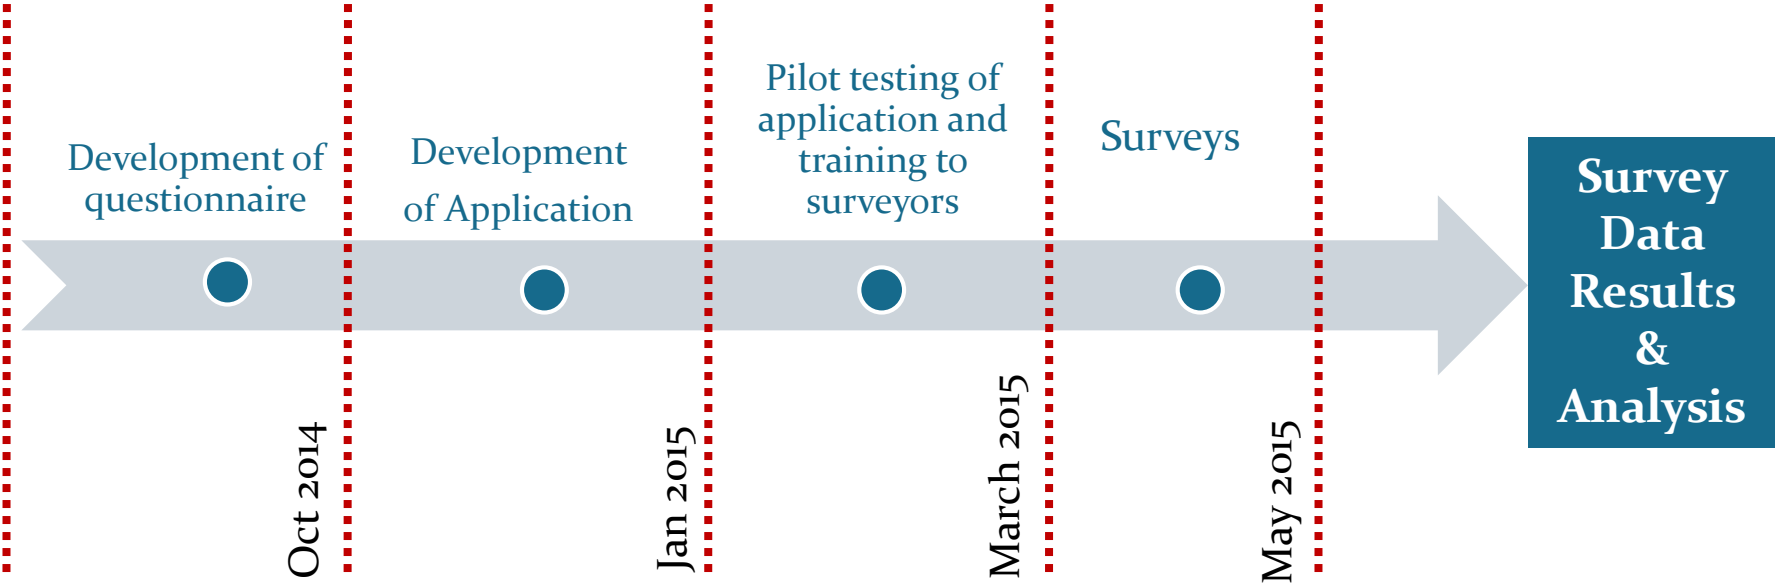 Development of
questionnaire
Development
of Application
Pilot testing of
application and
training to
surveyors
Surveys
Survey
Data
Results
&
Analysis
Oct 2014
Jan 2015
March 2015
May 2015